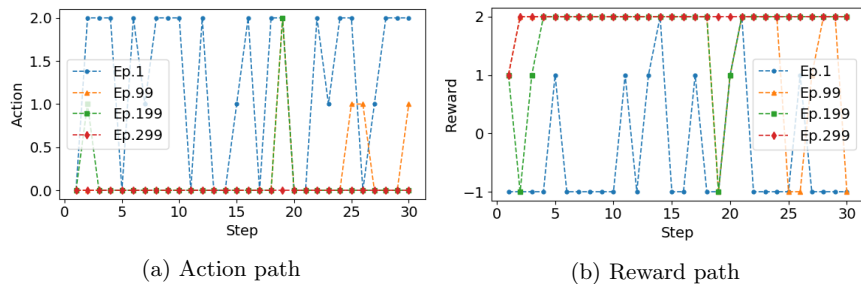 2.0
1.5
1.0
0.5
0.0
Action
Ep.1
Ep.99
Ep.199
Ep.299
0 5 10 15 20 25 30
Step
(a) Action path
2
1
0
−1
Reward
Ep.1
Ep.99
Ep.199
Ep.299
0 5 10 15 20 25 30
Step
(b) Reward path